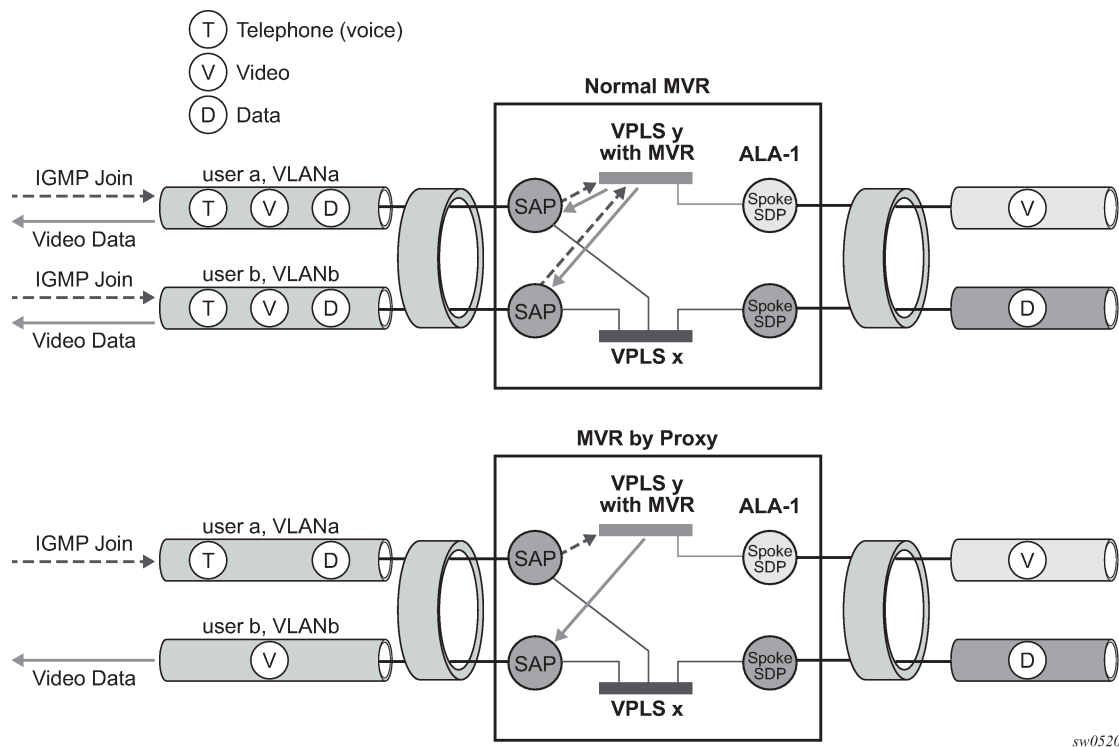 T Telephone (voice)
V Video
D Data
Normal MVR
VPLS y
with MVR
ALA-1
IGMP Join
user a, VLANa
T V D
Video Data
SAP
Spoke
SDP
V
IGMP Join
user b, VLANb
T V D
Video Data
SAP
Spoke
SDP
D
VPLS x
MVR by Proxy
VPLS y
with MVR
ALA-1
IGMP Join
user a, VLANa
T D
SAP
Spoke
SDP
V
user b, VLANb
V
Video Data
SAP
Spoke
SDP
D
VPLS x
sw0520